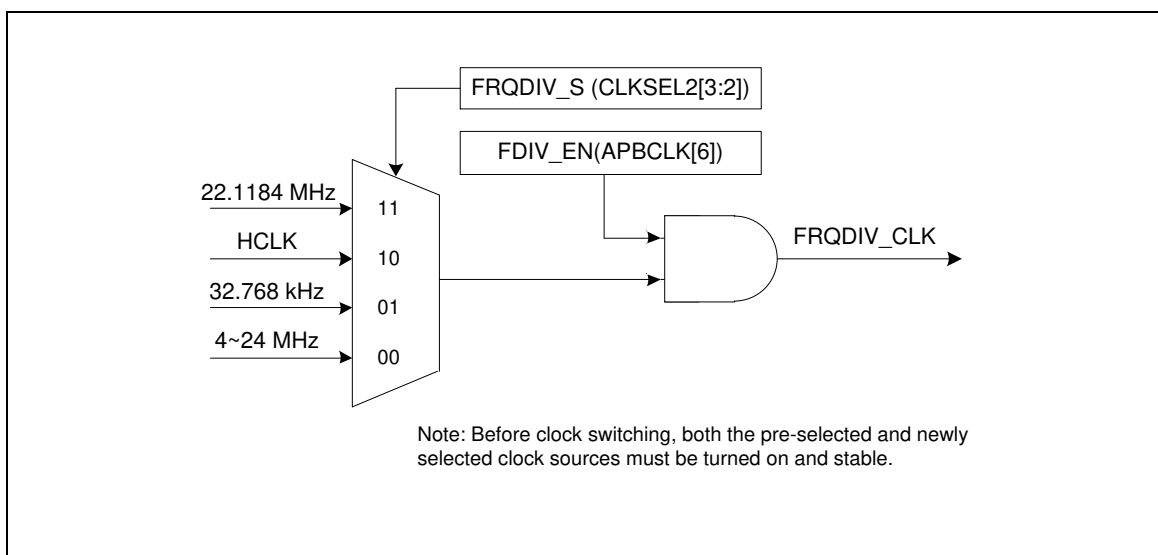 FRQDIV_S (CLKSEL2[3:2])
FDIV_EN(APBCLK[6])
22.1184 MHz
11
HCLK
10
FRQDIV_CLK
32.768 kHz
01
4~24 MHz
00
Note: Before clock switching, both the pre-selected and newly
selected clock sources must be turned on and stable.